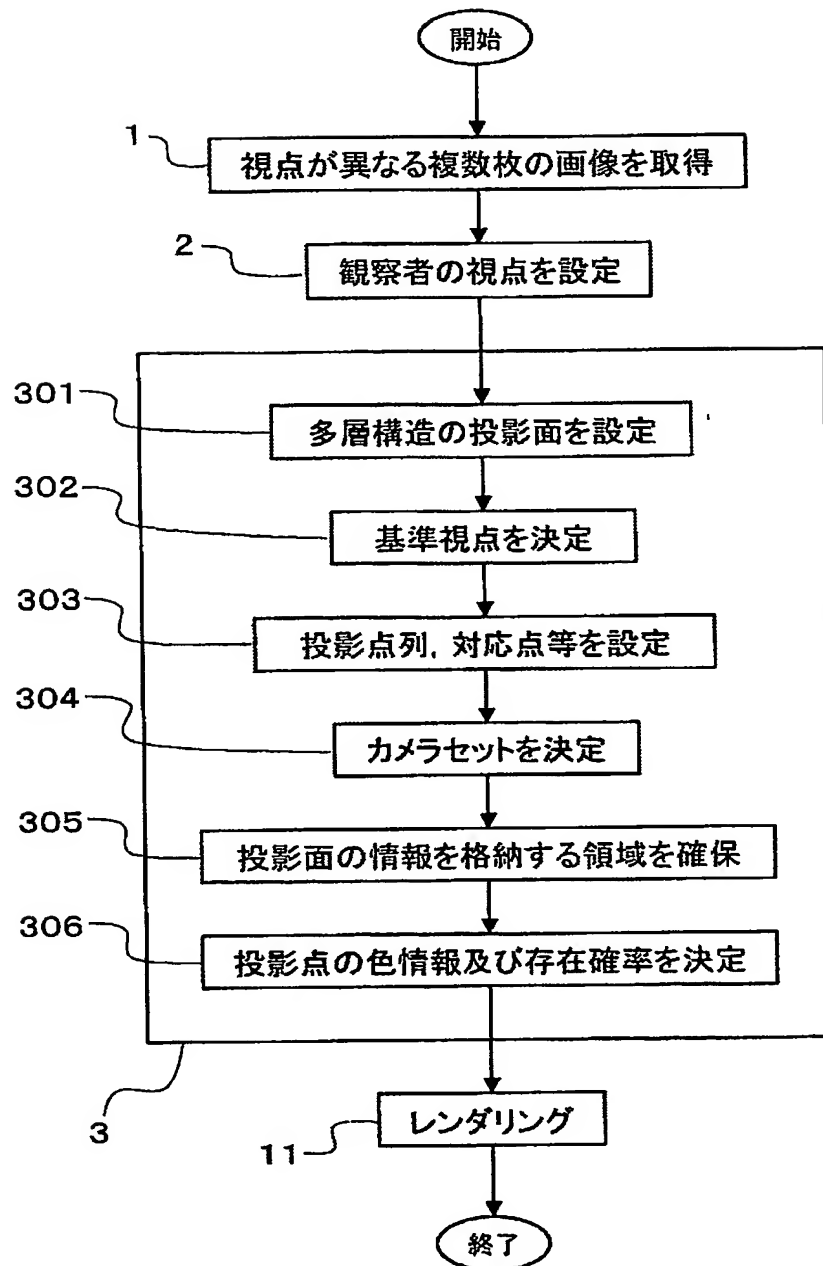 開始
1
視点が異なる複数枚の画像を取得
2
観察者の視点を設定
301
多層構造の投影面を設定
302
基準視点を決定
303
投影点列，対応点等を設定
304
カメラセットを決定
305
投影面の情報を格納する領域を確保
306
投影点の色情報及び存在確率を決定
3
レンダリング
11
終了